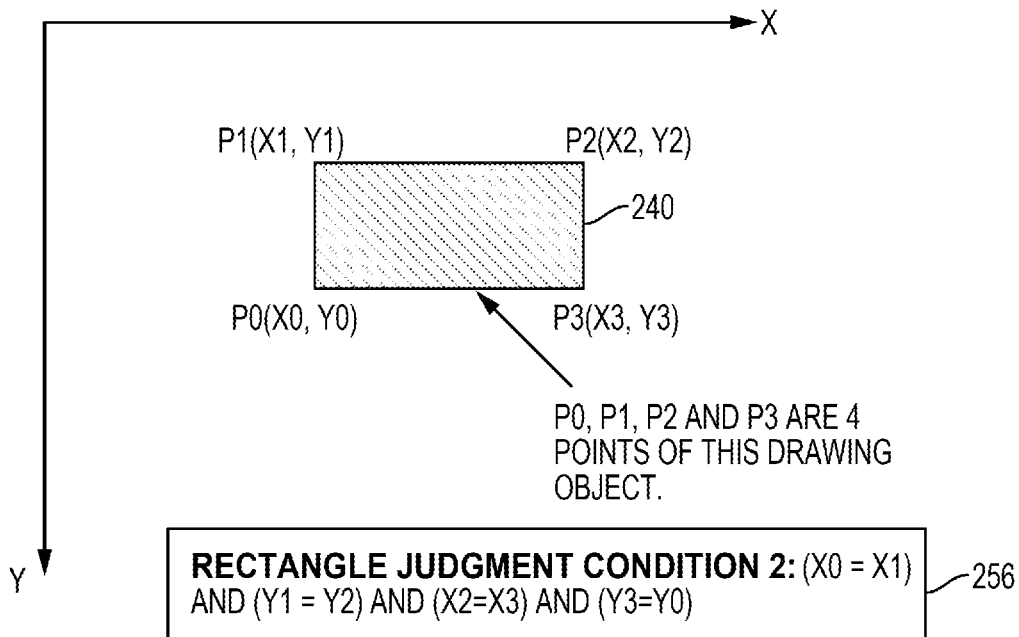 X
P1(X1, Y1) P2(X2, Y2)
240
P0(X0, Y0) P3(X3, Y3)
P0, P1, P2 AND P3 ARE 4
POINTS OF THIS DRAWING
OBJECT.
Y
RECTANGLE JUDGMENT CONDITION 2: (X0 = X1)
AND (Y1 = Y2) AND (X2=X3) AND (Y3=Y0)
256